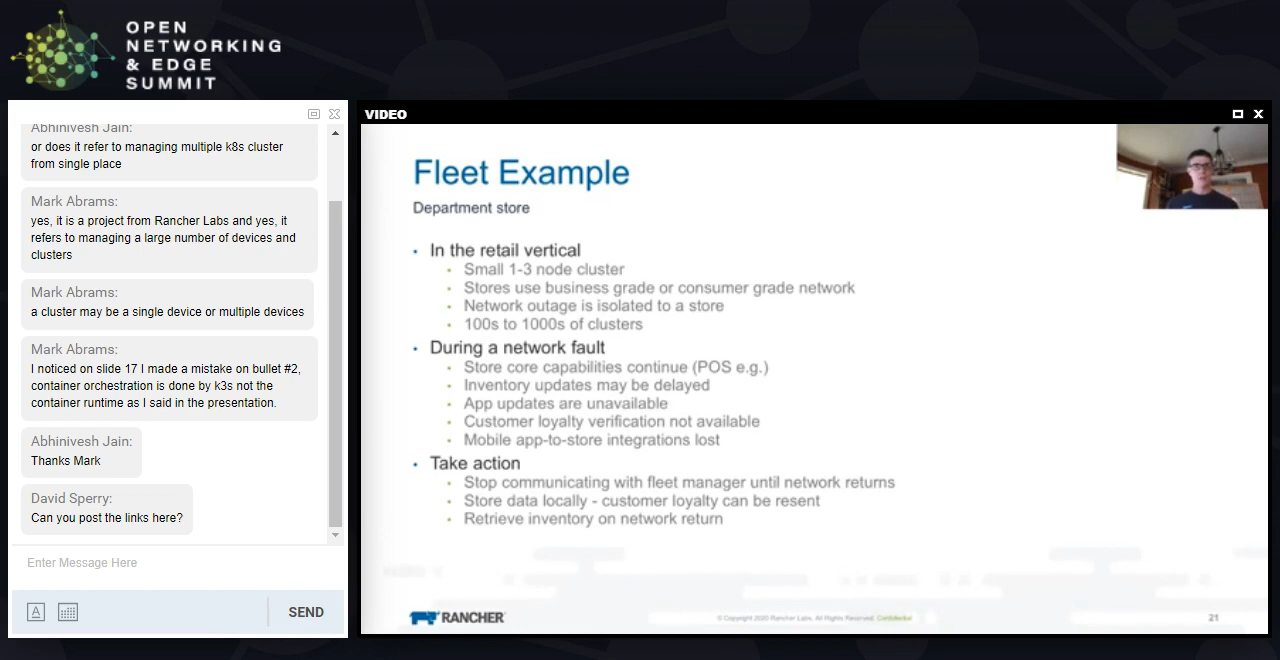 OPEN
NETWORKING
& EDGE
SUMMIT
Abhinivesh Jain:
or does it refer to managing multiple k8s cluster
from single place
Mark Abrams:
yes, it is a project from Rancher Labs and yes, it
refers to managing a large number of devices and
clusters
Mark Abrams:
a cluster may be a single device or multiple devices
Mark Abrams:
I noticed on slide 17 I made a mistake on bullet #2,
container orchestration is done by k3s not the
container runtime as I said in the presentation.
Abhinivesh Jain:
Thanks Mark
David Sperry:
Can you post the links here?
Enter Message Here
A
SEND
VIDEO
Fleet Example
Department store
• In the retail vertical
• Small 1-3 node cluster
• Stores use business grade or consumer grade network
• Network outage is isolated to a store
• 100s to 1000s of clusters
• During a network fault
• Store core capabilities continue (POS e.g.)
• Inventory updates may be delayed
• App updates are unavailable
• Customer loyalty verification not available
• Mobile app-to-store integrations lost
• Take action
• Stop communicating with fleet manager until network returns
• Store data locally - customer loyalty can be resent
• Retrieve inventory on network return
RANCHER
© Copyright 2020 Rancher Labs. All Rights Reserved. Confidential
21